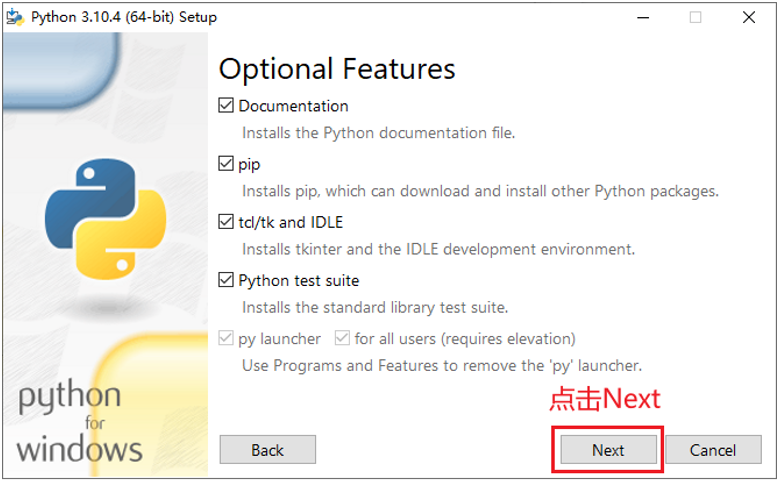 Python 3.10.4 (64-bit) Setup
Optional Features
Documentation
Installs the Python documentation file.
pip
Installs pip, which can download and install other Python packages.
tcl/tk and IDLE
Installs tkinter and the IDLE development environment.
Python test suite
Installs the standard library test suite.
py launcher for all users (requires elevation)
Use Programs and Features to remove the 'py' launcher.
python
for
windows
点击Next
Back Next Cancel